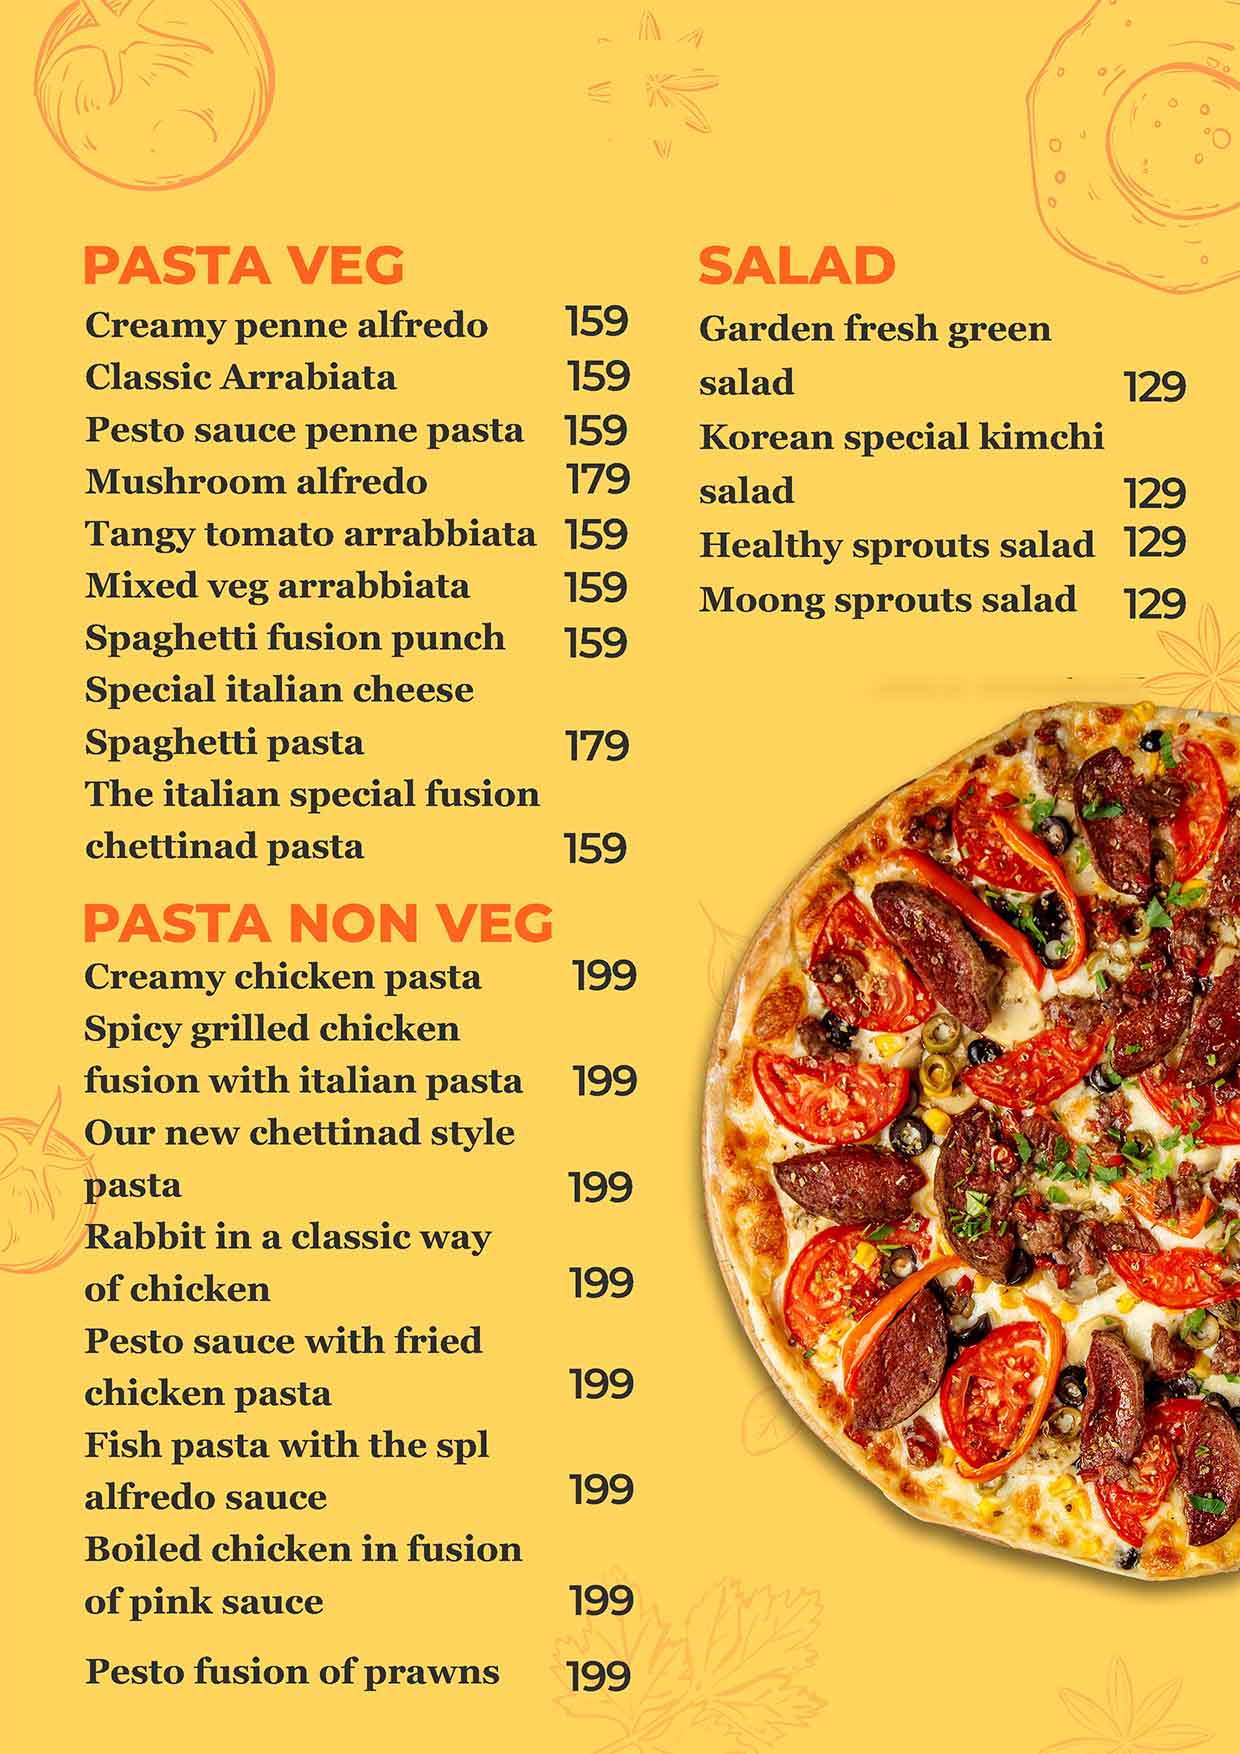 PASTA VEG
Creamy penne alfredo 159
Classic Arrabiata 159
Pesto sauce penne pasta 159
Mushroom alfredo 179
Tangy tomato arrabbiata 159
Mixed veg arrabbiata 159
Spaghetti fusion punch 159
Special italian cheese
Spaghetti pasta 179
The italian special fusion
chettinad pasta 159
PASTA NON VEG
Creamy chicken pasta 199
Spicy grilled chicken
fusion with italian pasta 199
Our new chettinad style
pasta 199
Rabbit in a classic way
of chicken 199
Pesto sauce with fried
chicken pasta 199
Fish pasta with the spl
alfredo sauce 199
Boiled chicken in fusion
of pink sauce 199
Pesto fusion of prawns 199
SALAD
Garden fresh green
salad 129
Korean special kimchi
salad 129
Healthy sprouts salad 129
Moong sprouts salad 129